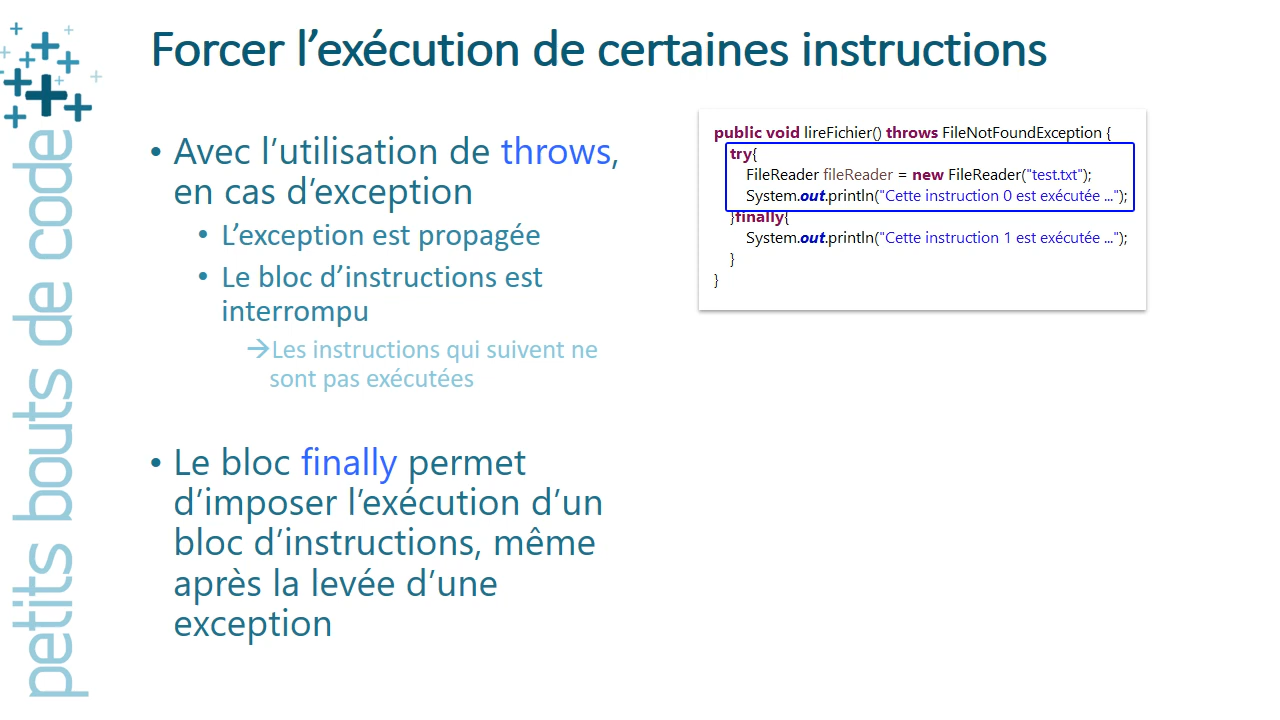 Forcer l’exécution de certaines instructions
petits bouts de code
• Avec l’utilisation de throws,
en cas d’exception
• L’exception est propagée
• Le bloc d’instructions est
interrompu
→Les instructions qui suivent ne
sont pas exécutées
• Le bloc finally permet
d’imposer l’exécution d’un
bloc d’instructions, même
après la levée d’une
exception
public void lireFichier() throws FileNotFoundException {
try{
FileReader fileReader = new FileReader("test.txt");
System.out.println("Cette instruction 0 est exécutée ...");
}finally{
System.out.println("Cette instruction 1 est exécutée ...");
}
}